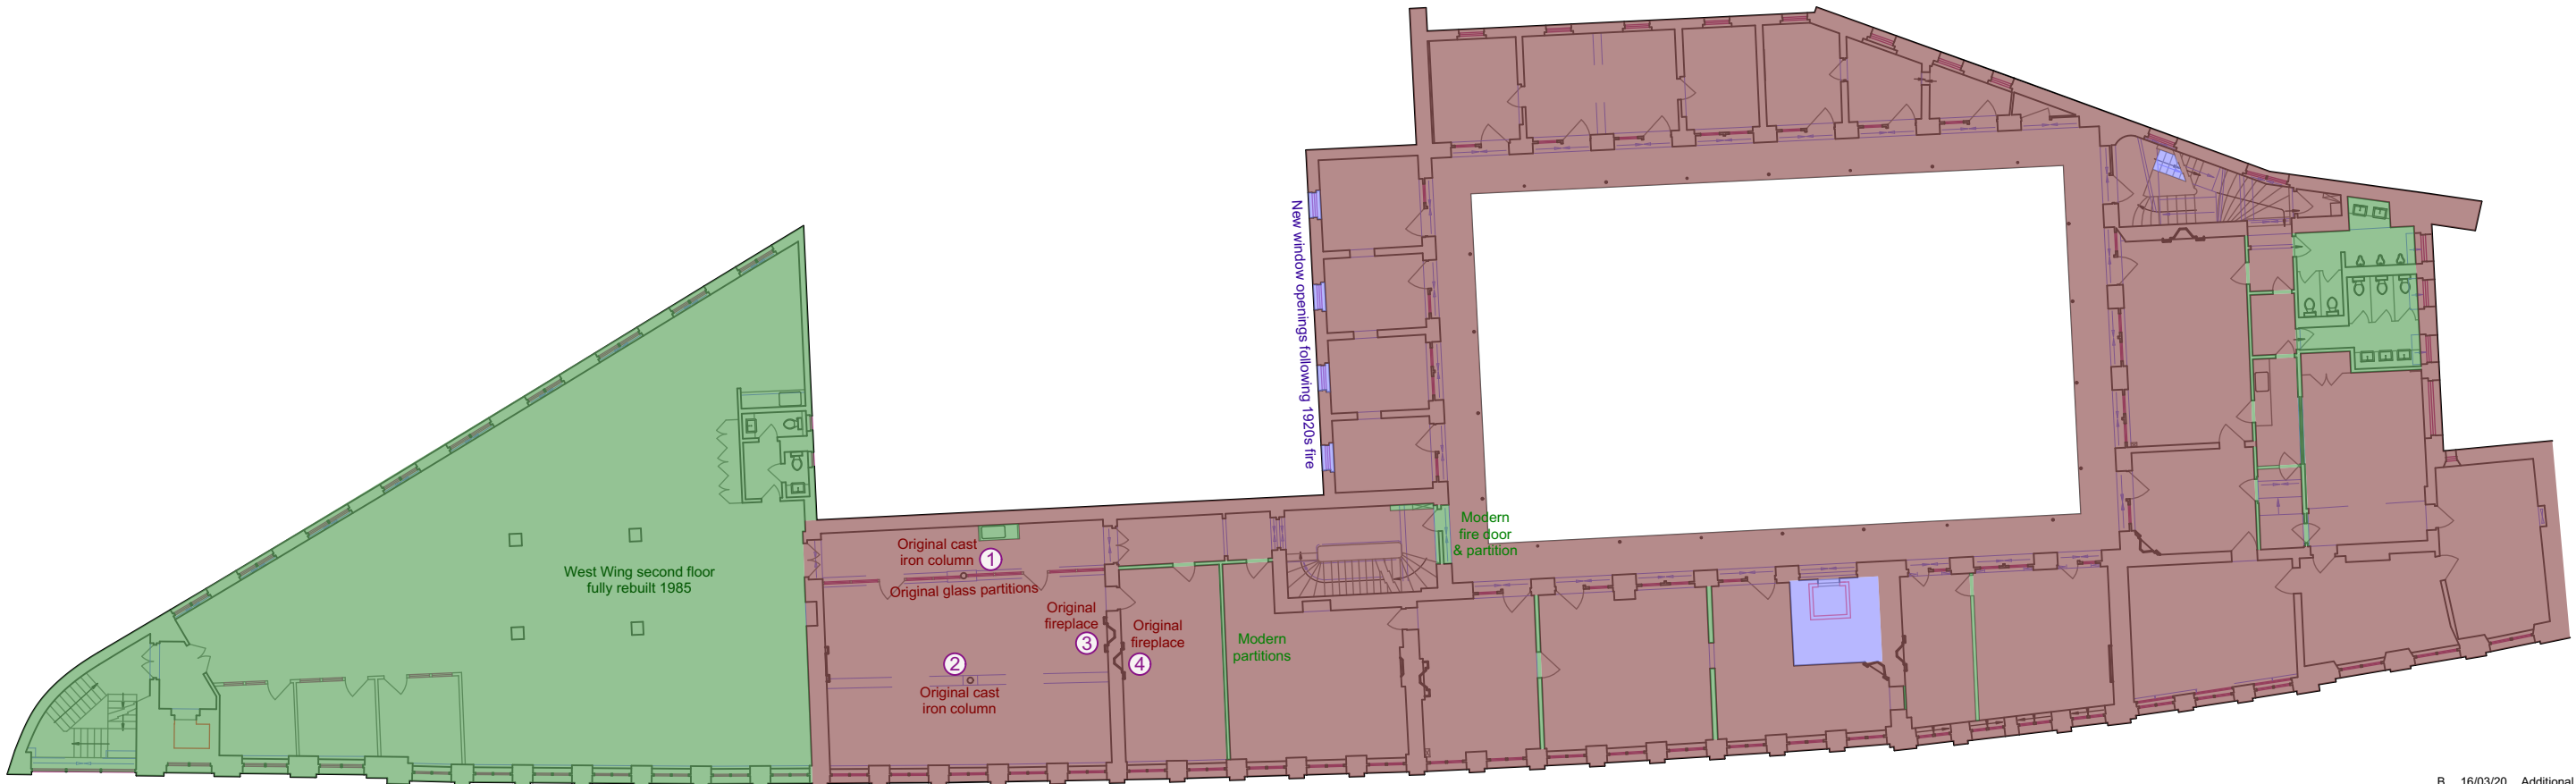 New window openings following 1920s fire
Modern
fire door
& partition
Original cast
iron column
1
Original glass partitions
West Wing second floor
fully rebuilt 1985
Original
fireplace
3
Original
fireplace
4
Modern
partitions
2
Original cast
iron column
B 16/03/20 Additional